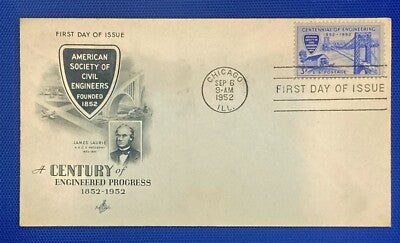 FIRST DAY OF ISSUE
AMERICAN
SOCIETY OF
CIVIL
ENGINEERS
FOUNDED
1852
JAMES LAURIE
A CENTURY of
ENGINEERED PROGRESS
1852-1952
CHICAGO
SEP 6
9-AM
1952
ILL.
CENTENNIAL OF ENGINEERING
1852-1952
3¢ U.S. POSTAGE
FIRST DAY OF ISSUE